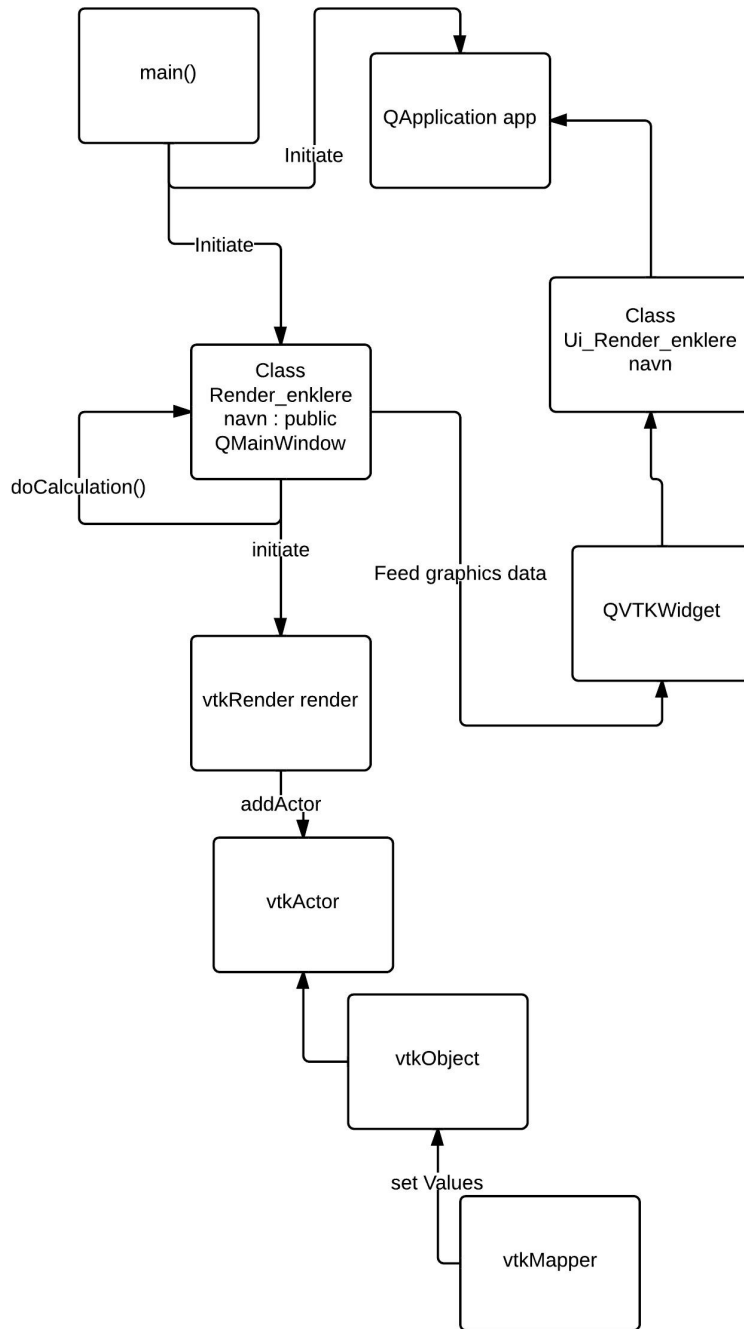 main()
QApplication app
Initiate
Initiate
Class
Ui_Render_enklere
navn
Class
Render_enklere
navn : public
QMainWindow
doCalculation()
initiate
Feed graphics data
QVTKWidget
vtkRender render
addActor
vtkActor
vtkObject
set Values
vtkMapper